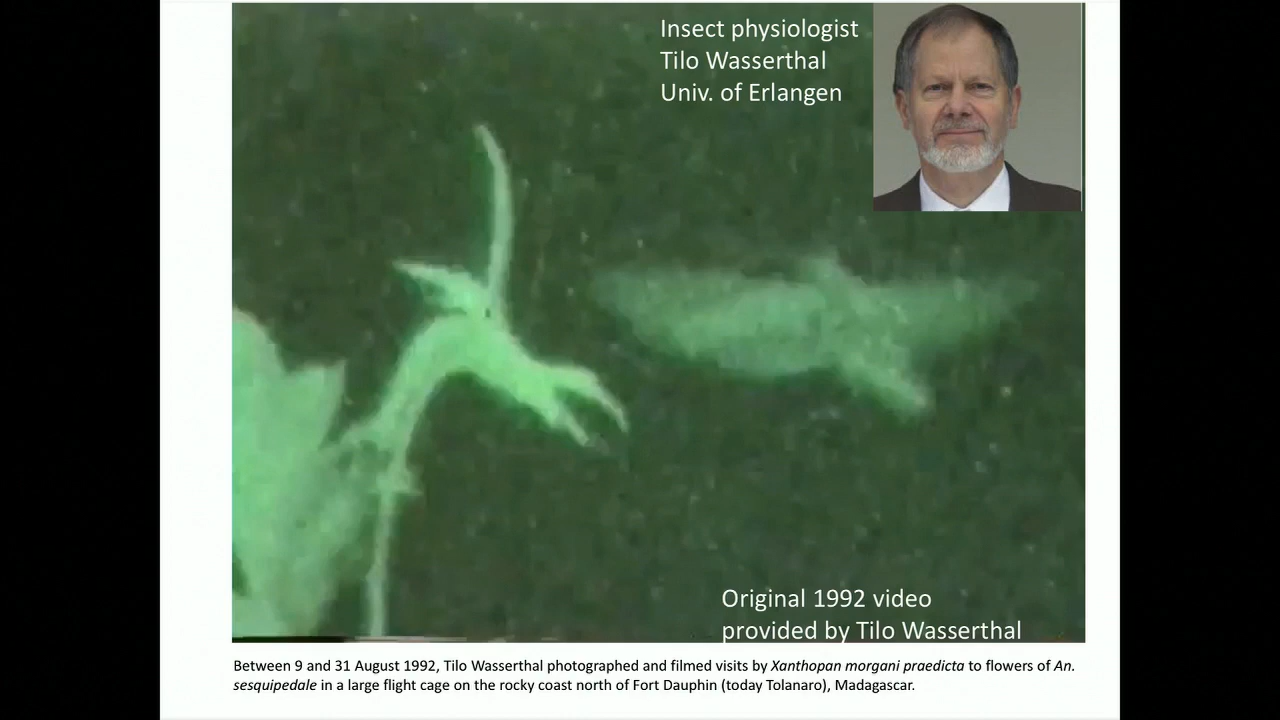 Insect physiologist
Tilo Wasserthal
Univ. of Erlangen
Original 1992 video
provided by Tilo Wasserthal
Between 9 and 31 August 1992, Tilo Wasserthal photographed and filmed visits by Xanthopan morgani praedicta to flowers of An.
sesquipedale in a large flight cage on the rocky coast north of Fort Dauphin (today Tolanaro), Madagascar.